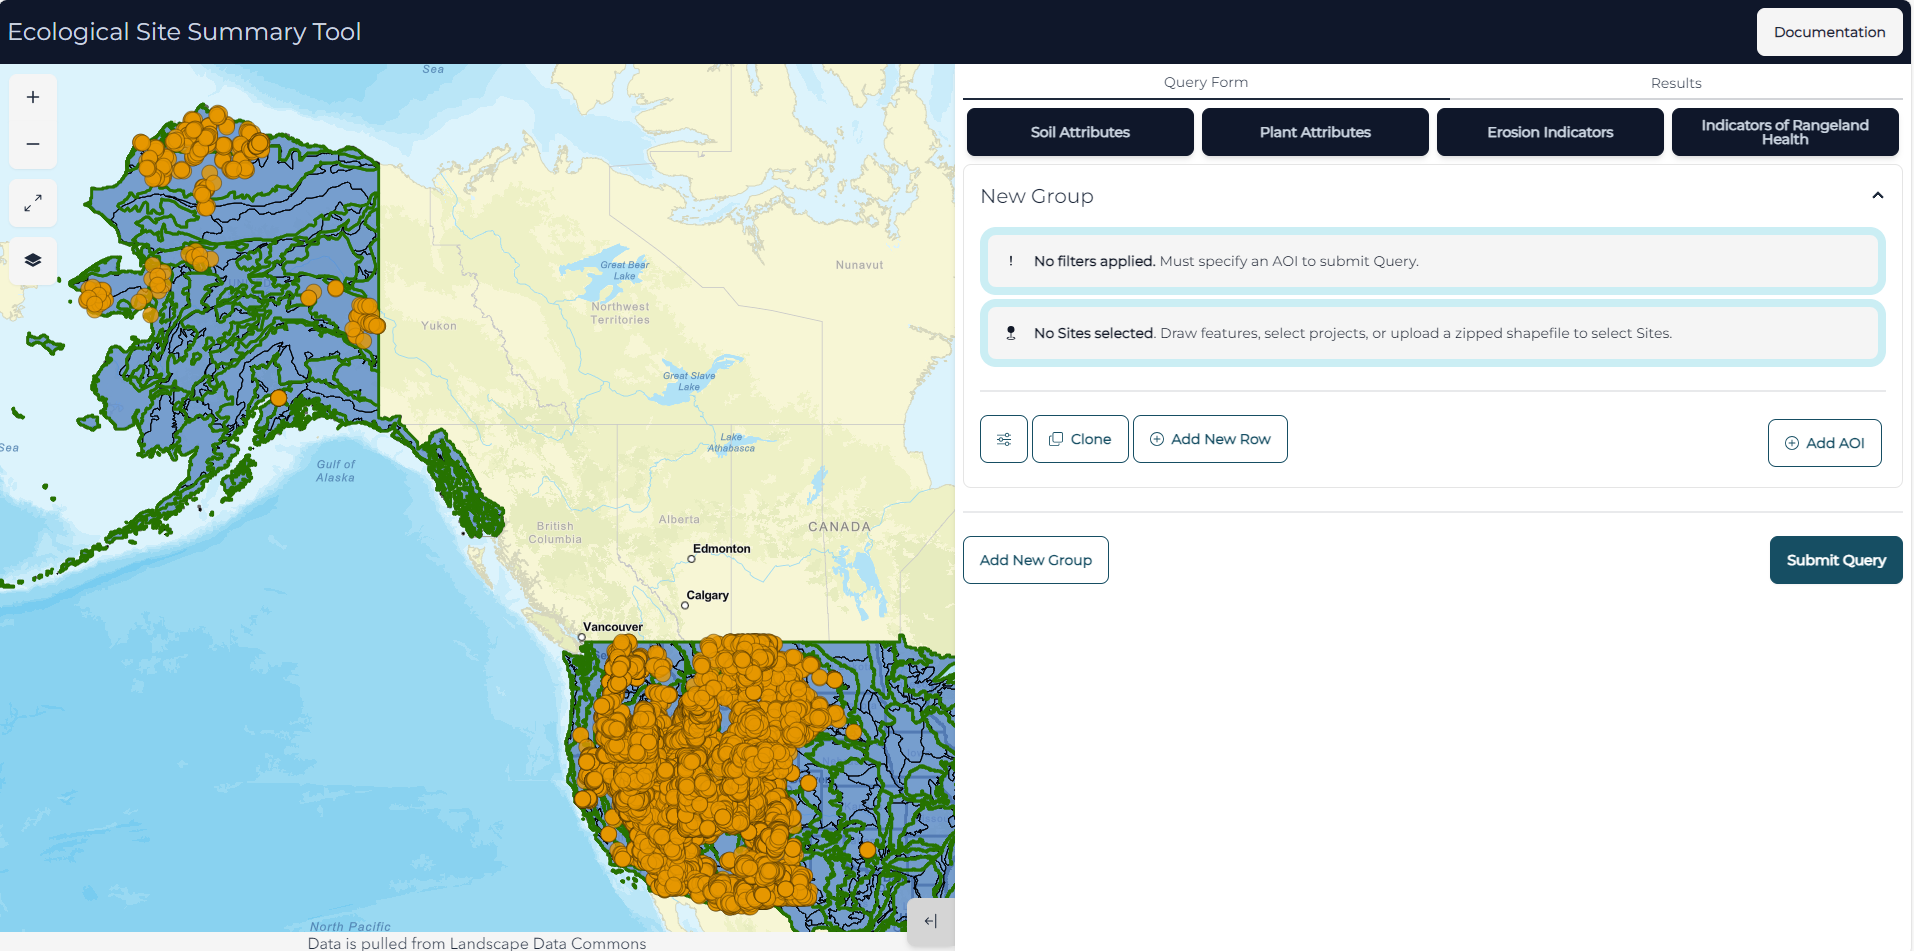 Ecological Site Summary Tool
Documentation
Query Form
Results
Soil Attributes
Plant Attributes
Erosion Indicators
Indicators of Rangeland
Health
New Group
! No filters applied. Must specify an AOI to submit Query.
No Sites selected. Draw features, select projects, or upload a zipped shapefile to select Sites.
Clone
Add New Row
Add AOI
Add New Group
Submit Query
Sea
Great Bear
Lake
Nunavut
Northwest
Territories
Yukon
Great Slave
Lake
Lake
Athabasca
Sea
Gulf of
Alaska
British
Columbia
Alberta
CANADA
Edmonton
Calgary
Vancouver
North Pacific
Data is pulled from Landscape Data Commons